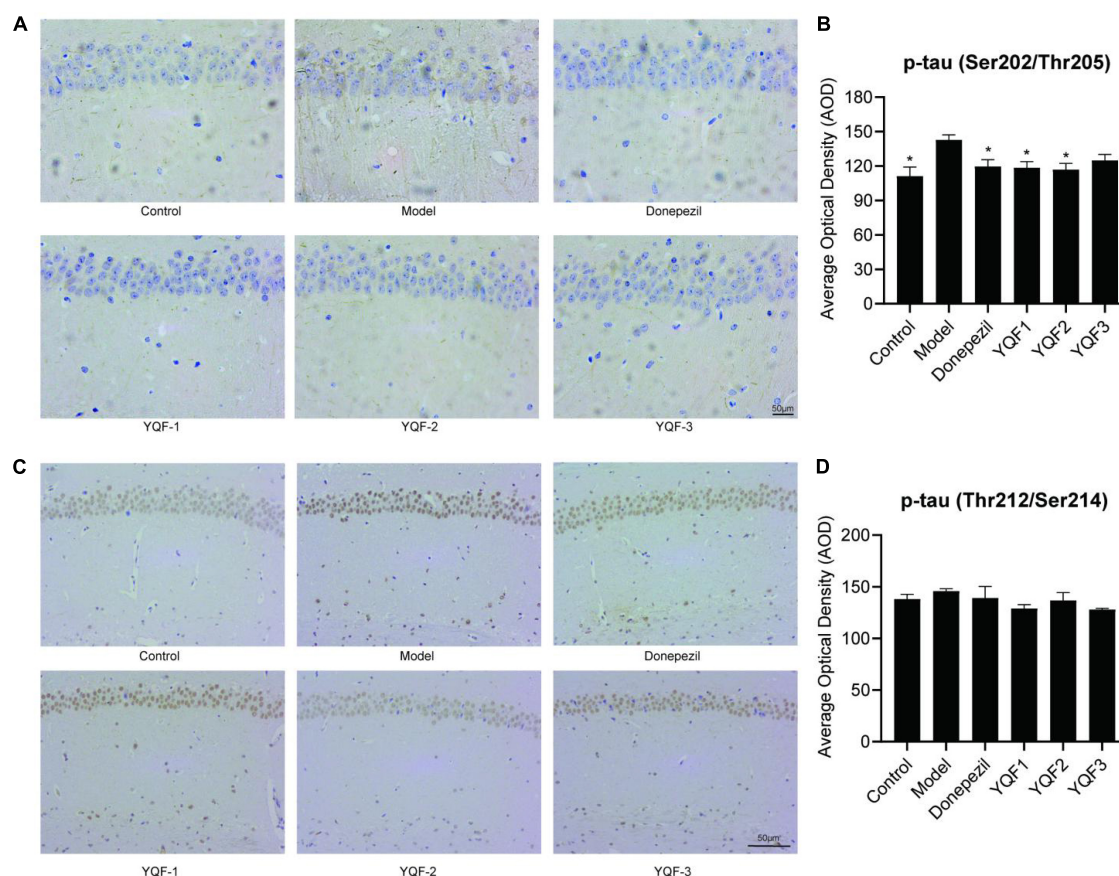 A
Control
Model
Donepezil
YQF-1
YQF-2
YQF-3
50μm
B
p-tau (Ser202/Thr205)
Average Optical Density (AOD)
180
150
120
90
60
30
0
*
*
*
*
Control
Model
Donepezil
YQF1
YQF2
YQF3
C
Control
Model
Donepezil
YQF-1
YQF-2
YQF-3
50μm
D
p-tau (Thr212/Ser214)
Average Optical Density (AOD)
200
150
100
50
0
Control
Model
Donepezil
YQF1
YQF2
YQF3